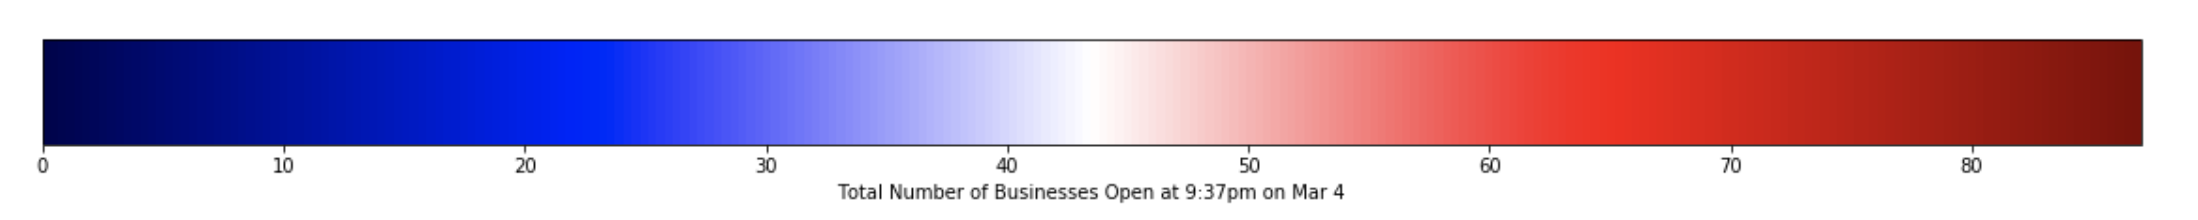 0 10 20 30 40 50 60 70 80
Total Number of Businesses Open at 9:37pm on Mar 4